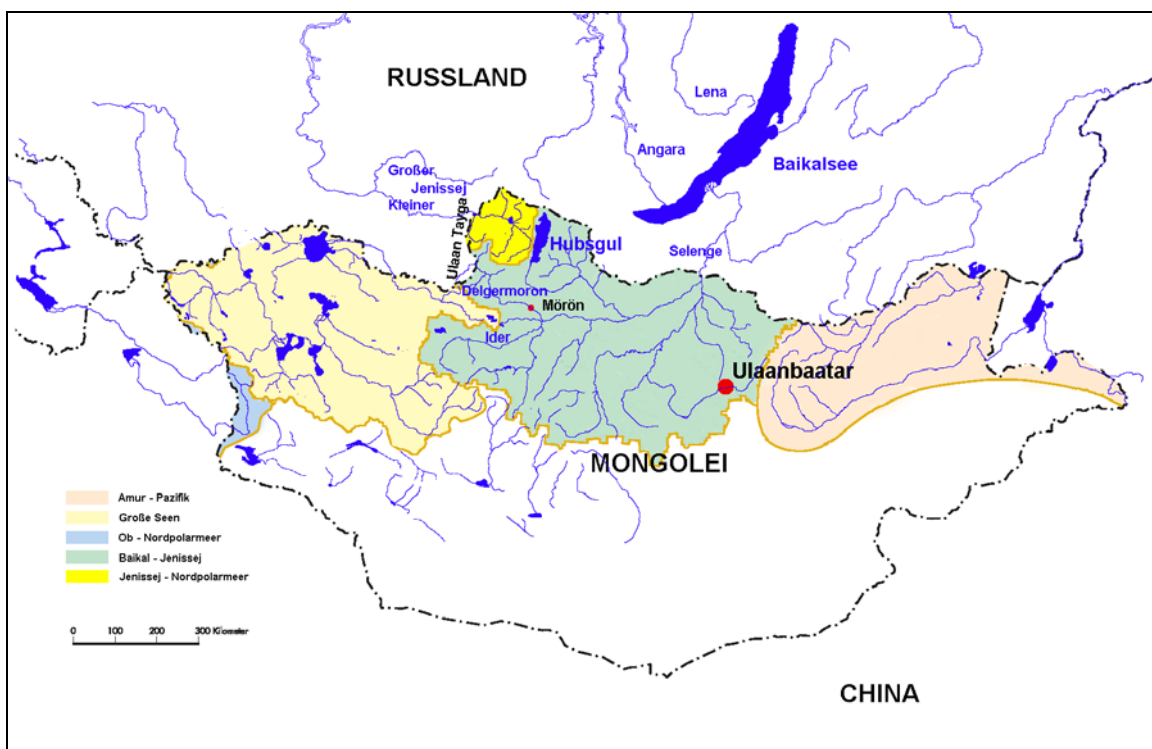 RUSSLAND
Lena
Angara
Baikalsee
Großer
Jenissej
Kleiner
Ulaan Tayga
Hubsgul
Selenge
Delgermoron
Mörön
Ider
Ulaanbaatar
MONGOLEI
Amur - Pazifik
Große Seen
Ob - Nordpolarmeer
Baikal - Jenissej
Jenissej - Nordpolarmeer
0 100 200 300 Kilometer
CHINA